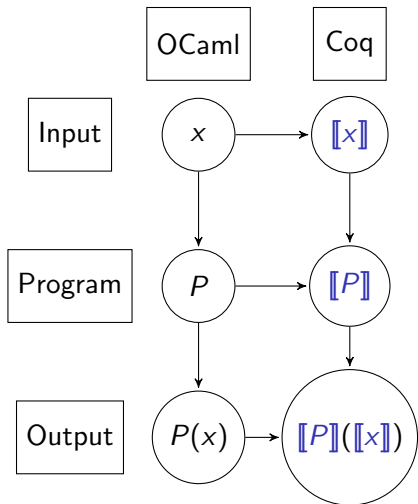 OCaml Coq
Input x ⟦x⟧
Program P ⟦P⟧
Output P(x) ⟦P⟧(⟦x⟧)